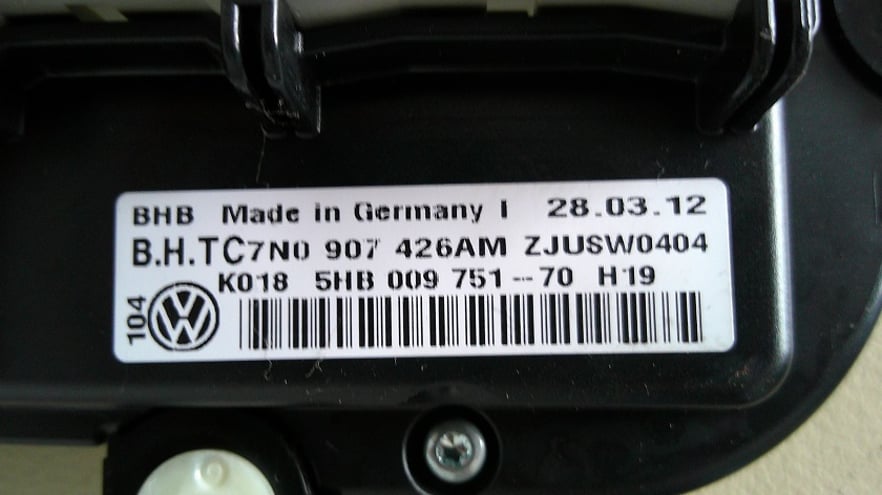 BHB Made in Germany I 28.03.12
B.H.TC7N0 907 426AM ZJUSW0404
K018 5HB 009 751--70 H19
104